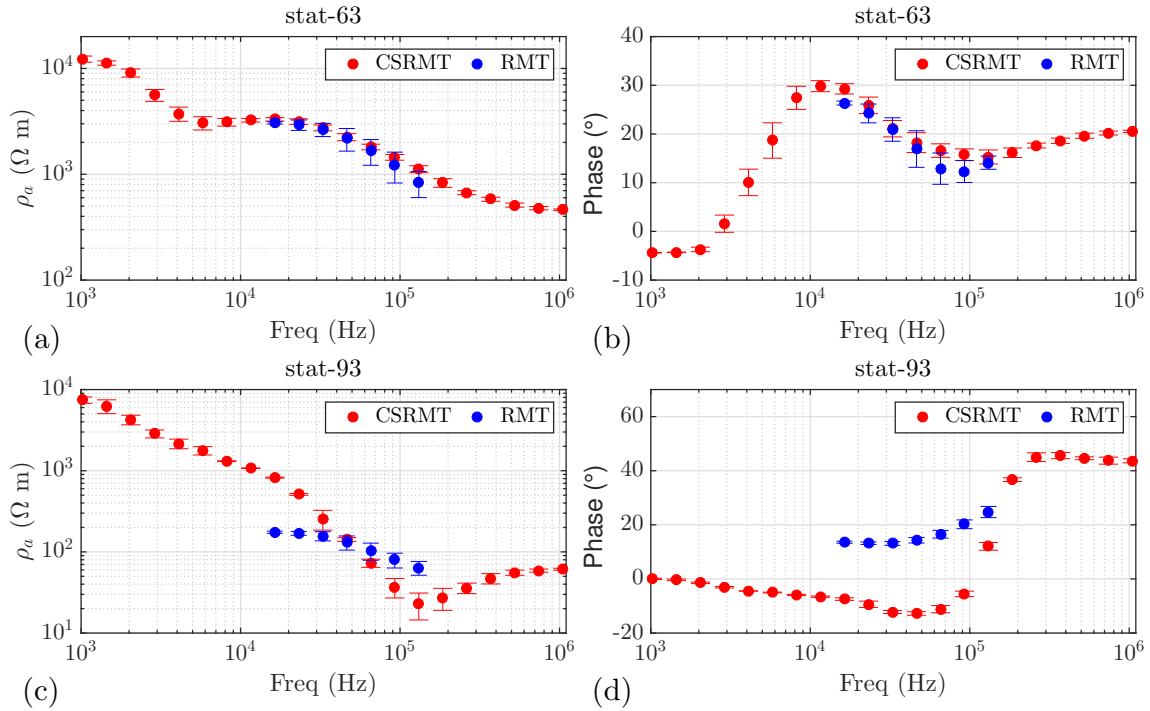 stat-63
CSRMT RMT
10^4
10^3
10^2
ρ_a (Ω m)
10^3 10^4 10^5 10^6
Freq (Hz)
(a)
stat-63
CSRMT RMT
40
30
20
10
0
-10
Phase (°)
10^3 10^4 10^5 10^6
Freq (Hz)
(b)
stat-93
CSRMT RMT
10^4
10^3
10^2
10^1
ρ_a (Ω m)
10^3 10^4 10^5 10^6
Freq (Hz)
(c)
stat-93
CSRMT RMT
60
40
20
0
-20
Phase (°)
10^3 10^4 10^5 10^6
Freq (Hz)
(d)